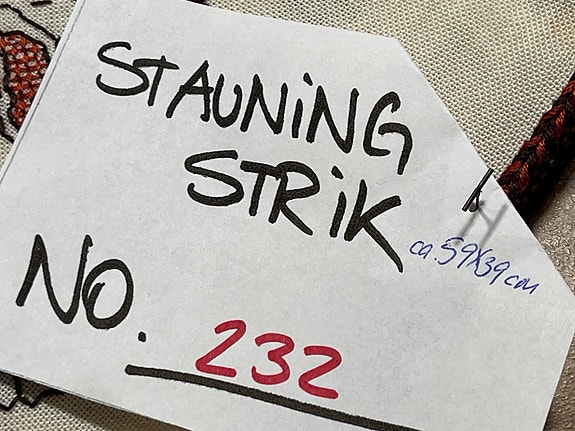 STAUNING
STRIK
ca. 59x39 cm
NO. 232